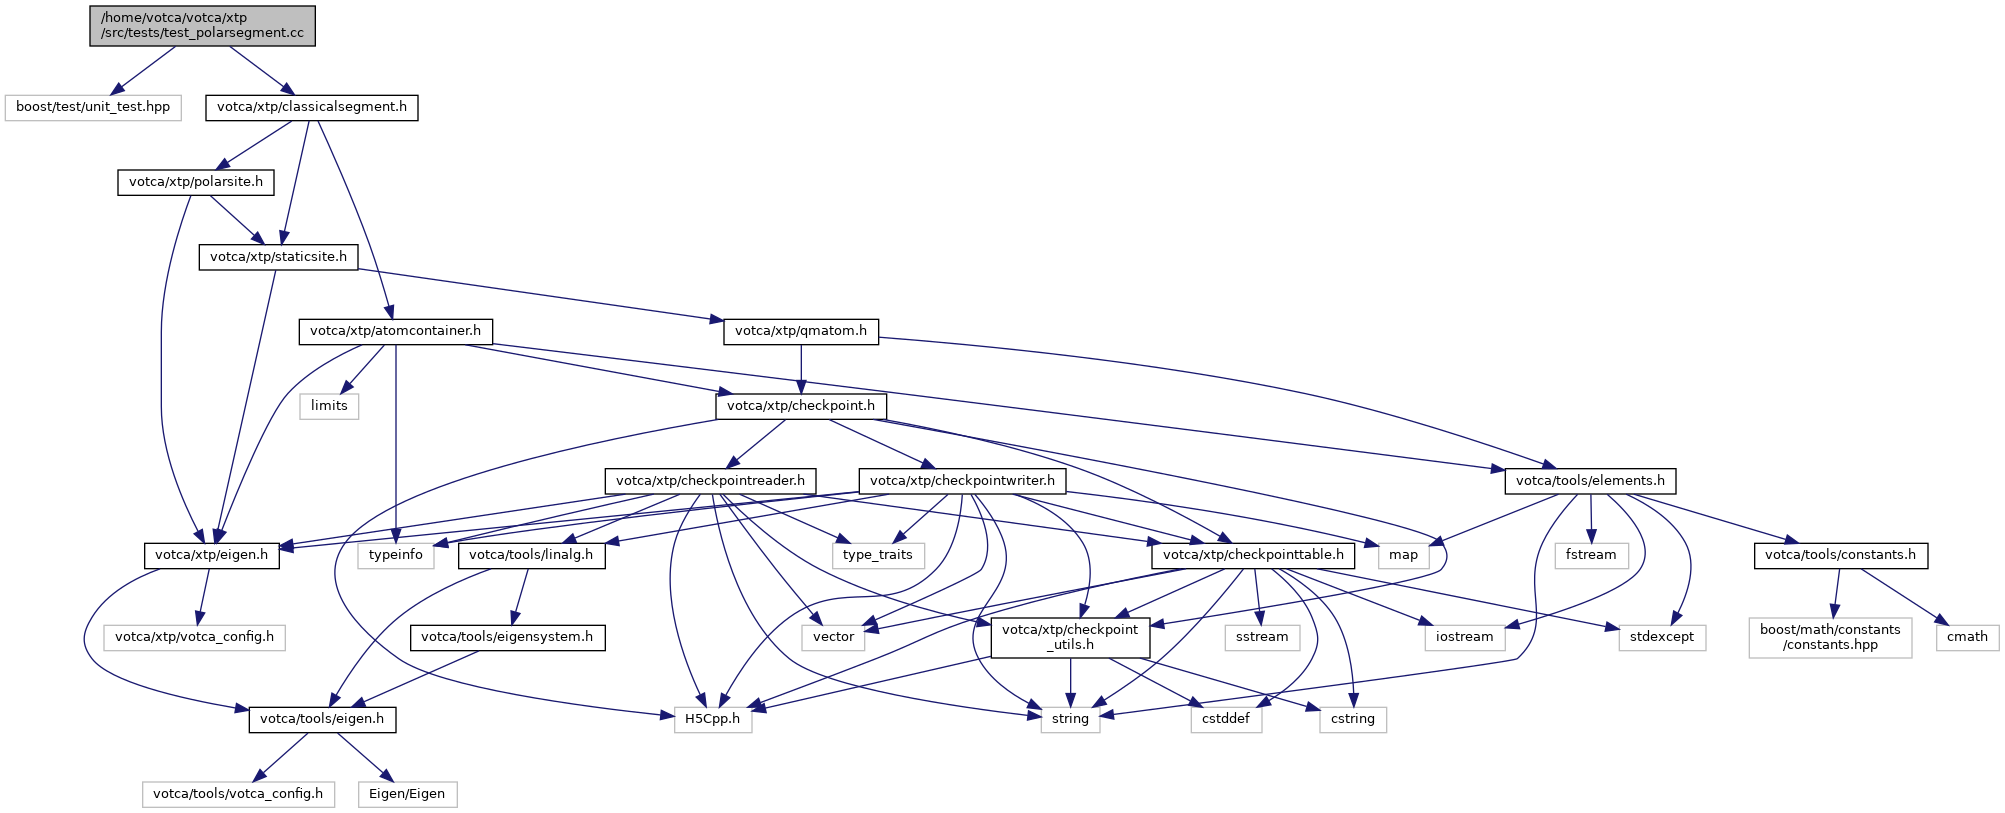 /home/votca/votca/xtp
/src/tests/test_polarsegment.cc
boost/test/unit_test.hpp
votca/xtp/classicalsegment.h
votca/xtp/polarsite.h
votca/xtp/staticsite.h
votca/xtp/atomcontainer.h
votca/xtp/qmatom.h
limits
votca/xtp/checkpoint.h
votca/xtp/checkpointreader.h
votca/xtp/checkpointwriter.h
votca/tools/elements.h
votca/xtp/eigen.h
typeinfo
votca/tools/linalg.h
type_traits
votca/xtp/checkpointtable.h
map
fstream
votca/tools/constants.h
votca/xtp/votca_config.h
votca/tools/eigensystem.h
vector
votca/xtp/checkpoint
_utils.h
sstream
iostream
stdexcept
boost/math/constants
/constants.hpp
cmath
votca/tools/eigen.h
H5Cpp.h
string
cstddef
cstring
votca/tools/votca_config.h
Eigen/Eigen